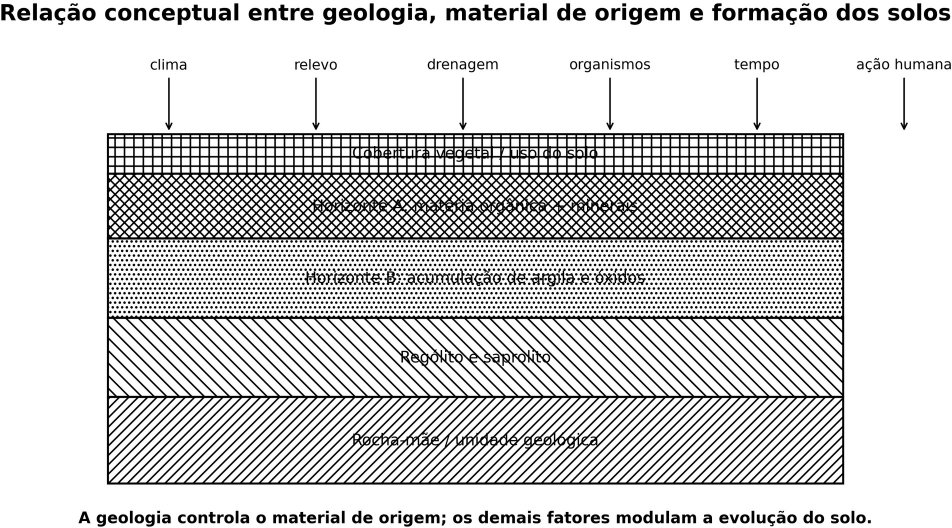 Relação conceptual entre geologia, material de origem e formação dos solos
clima relevo drenagem organismos tempo ação humana
Cobertura vegetal / uso do solo
Horizonte A: matéria orgânica + minerais
Horizonte B: acumulação de argila e óxidos
Rególito e saprolito
Rocha-mãe / unidade geológica
A geologia controla o material de origem; os demais fatores modulam a evolução do solo.